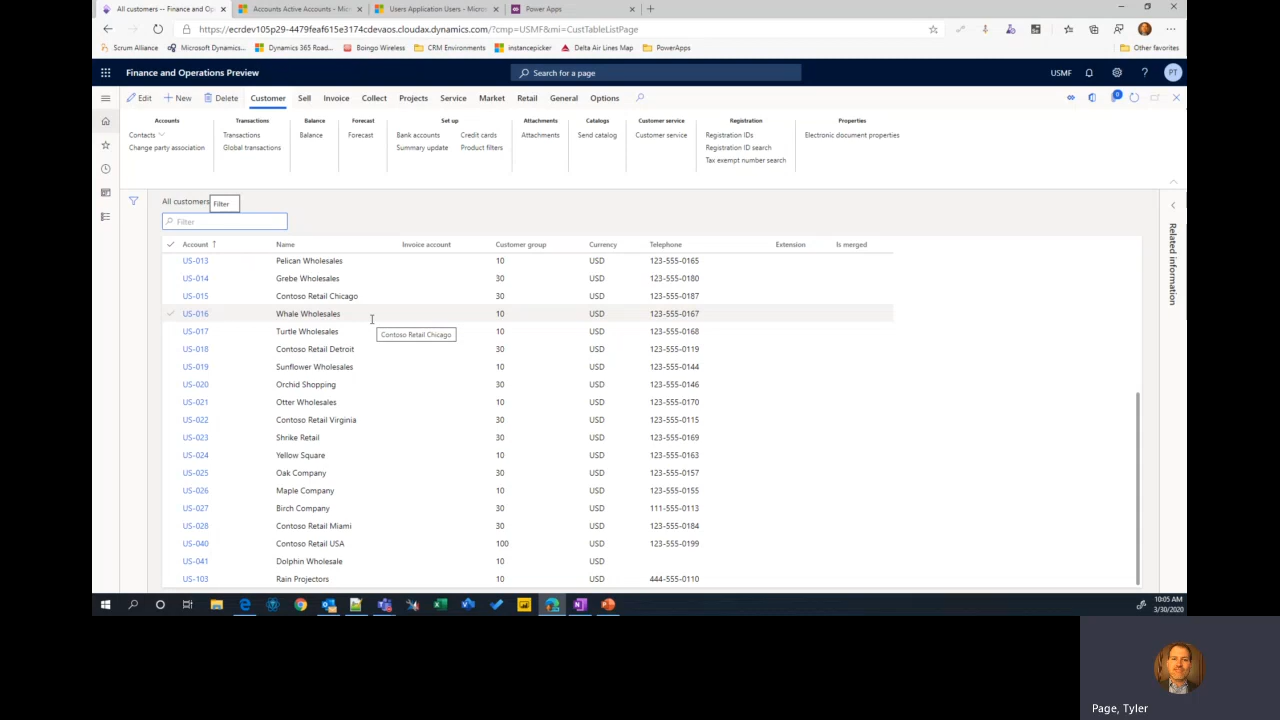 All customers -- Finance and Ope
Accounts Active Accounts - Micro
Users Application Users - Micros
Power Apps
https://ecrdev105p29-4479feaf615e3174cdevaos.cloudax.dynamics.com/?cmp=USMF&mi=CustTableListPage
Scrum Alliance
Microsoft Dynamics...
Dynamics 365 Road...
Boingo Wireless
CRM Environments
instancepicker
Delta Air Lines Map
PowerApps
Other favorites
Finance and Operations Preview
Search for a page
USMF
?
PT
Edit
New
Delete
Customer
Sell
Invoice
Collect
Projects
Service
Market
Retail
General
Options
0
Accounts
Transactions
Balance
Forecast
Set up
Attachments
Catalogs
Customer service
Registration
Properties
Contacts
Transactions
Balance
Forecast
Bank accounts
Credit cards
Attachments
Send catalog
Customer service
Registration IDs
Electronic document properties
Change party association
Global transactions
Summary update
Product filters
Registration ID search
Tax exempt number search
All customers
Filter
Filter
Related information
Account Name Invoice account Customer group Currency Telephone Extension Is merged
US-013 Pelican Wholesales 10 USD 123-555-0165
US-014 Grebe Wholesales 30 USD 123-555-0180
US-015 Contoso Retail Chicago 30 USD 123-555-0187
US-016 Whale Wholesales 10 USD 123-555-0167
US-017 Turtle Wholesales 10 USD 123-555-0168
Contoso Retail Chicago
US-018 Contoso Retail Detroit 30 USD 123-555-0119
US-019 Sunflower Wholesales 10 USD 123-555-0144
US-020 Orchid Shopping 30 USD 123-555-0146
US-021 Otter Wholesales 10 USD 123-555-0170
US-022 Contoso Retail Virginia 30 USD 123-555-0115
US-023 Shrike Retail 30 USD 123-555-0169
US-024 Yellow Square 10 USD 123-555-0163
US-025 Oak Company 30 USD 123-555-0157
US-026 Maple Company 10 USD 123-555-0155
US-027 Birch Company 30 USD 111-555-0113
US-028 Contoso Retail Miami 30 USD 123-555-0184
US-040 Contoso Retail USA 100 USD 123-555-0199
US-041 Dolphin Wholesale 10 USD
US-103 Rain Projectors 10 USD 444-555-0110
10:05 AM
3/30/2020
Page, Tyler